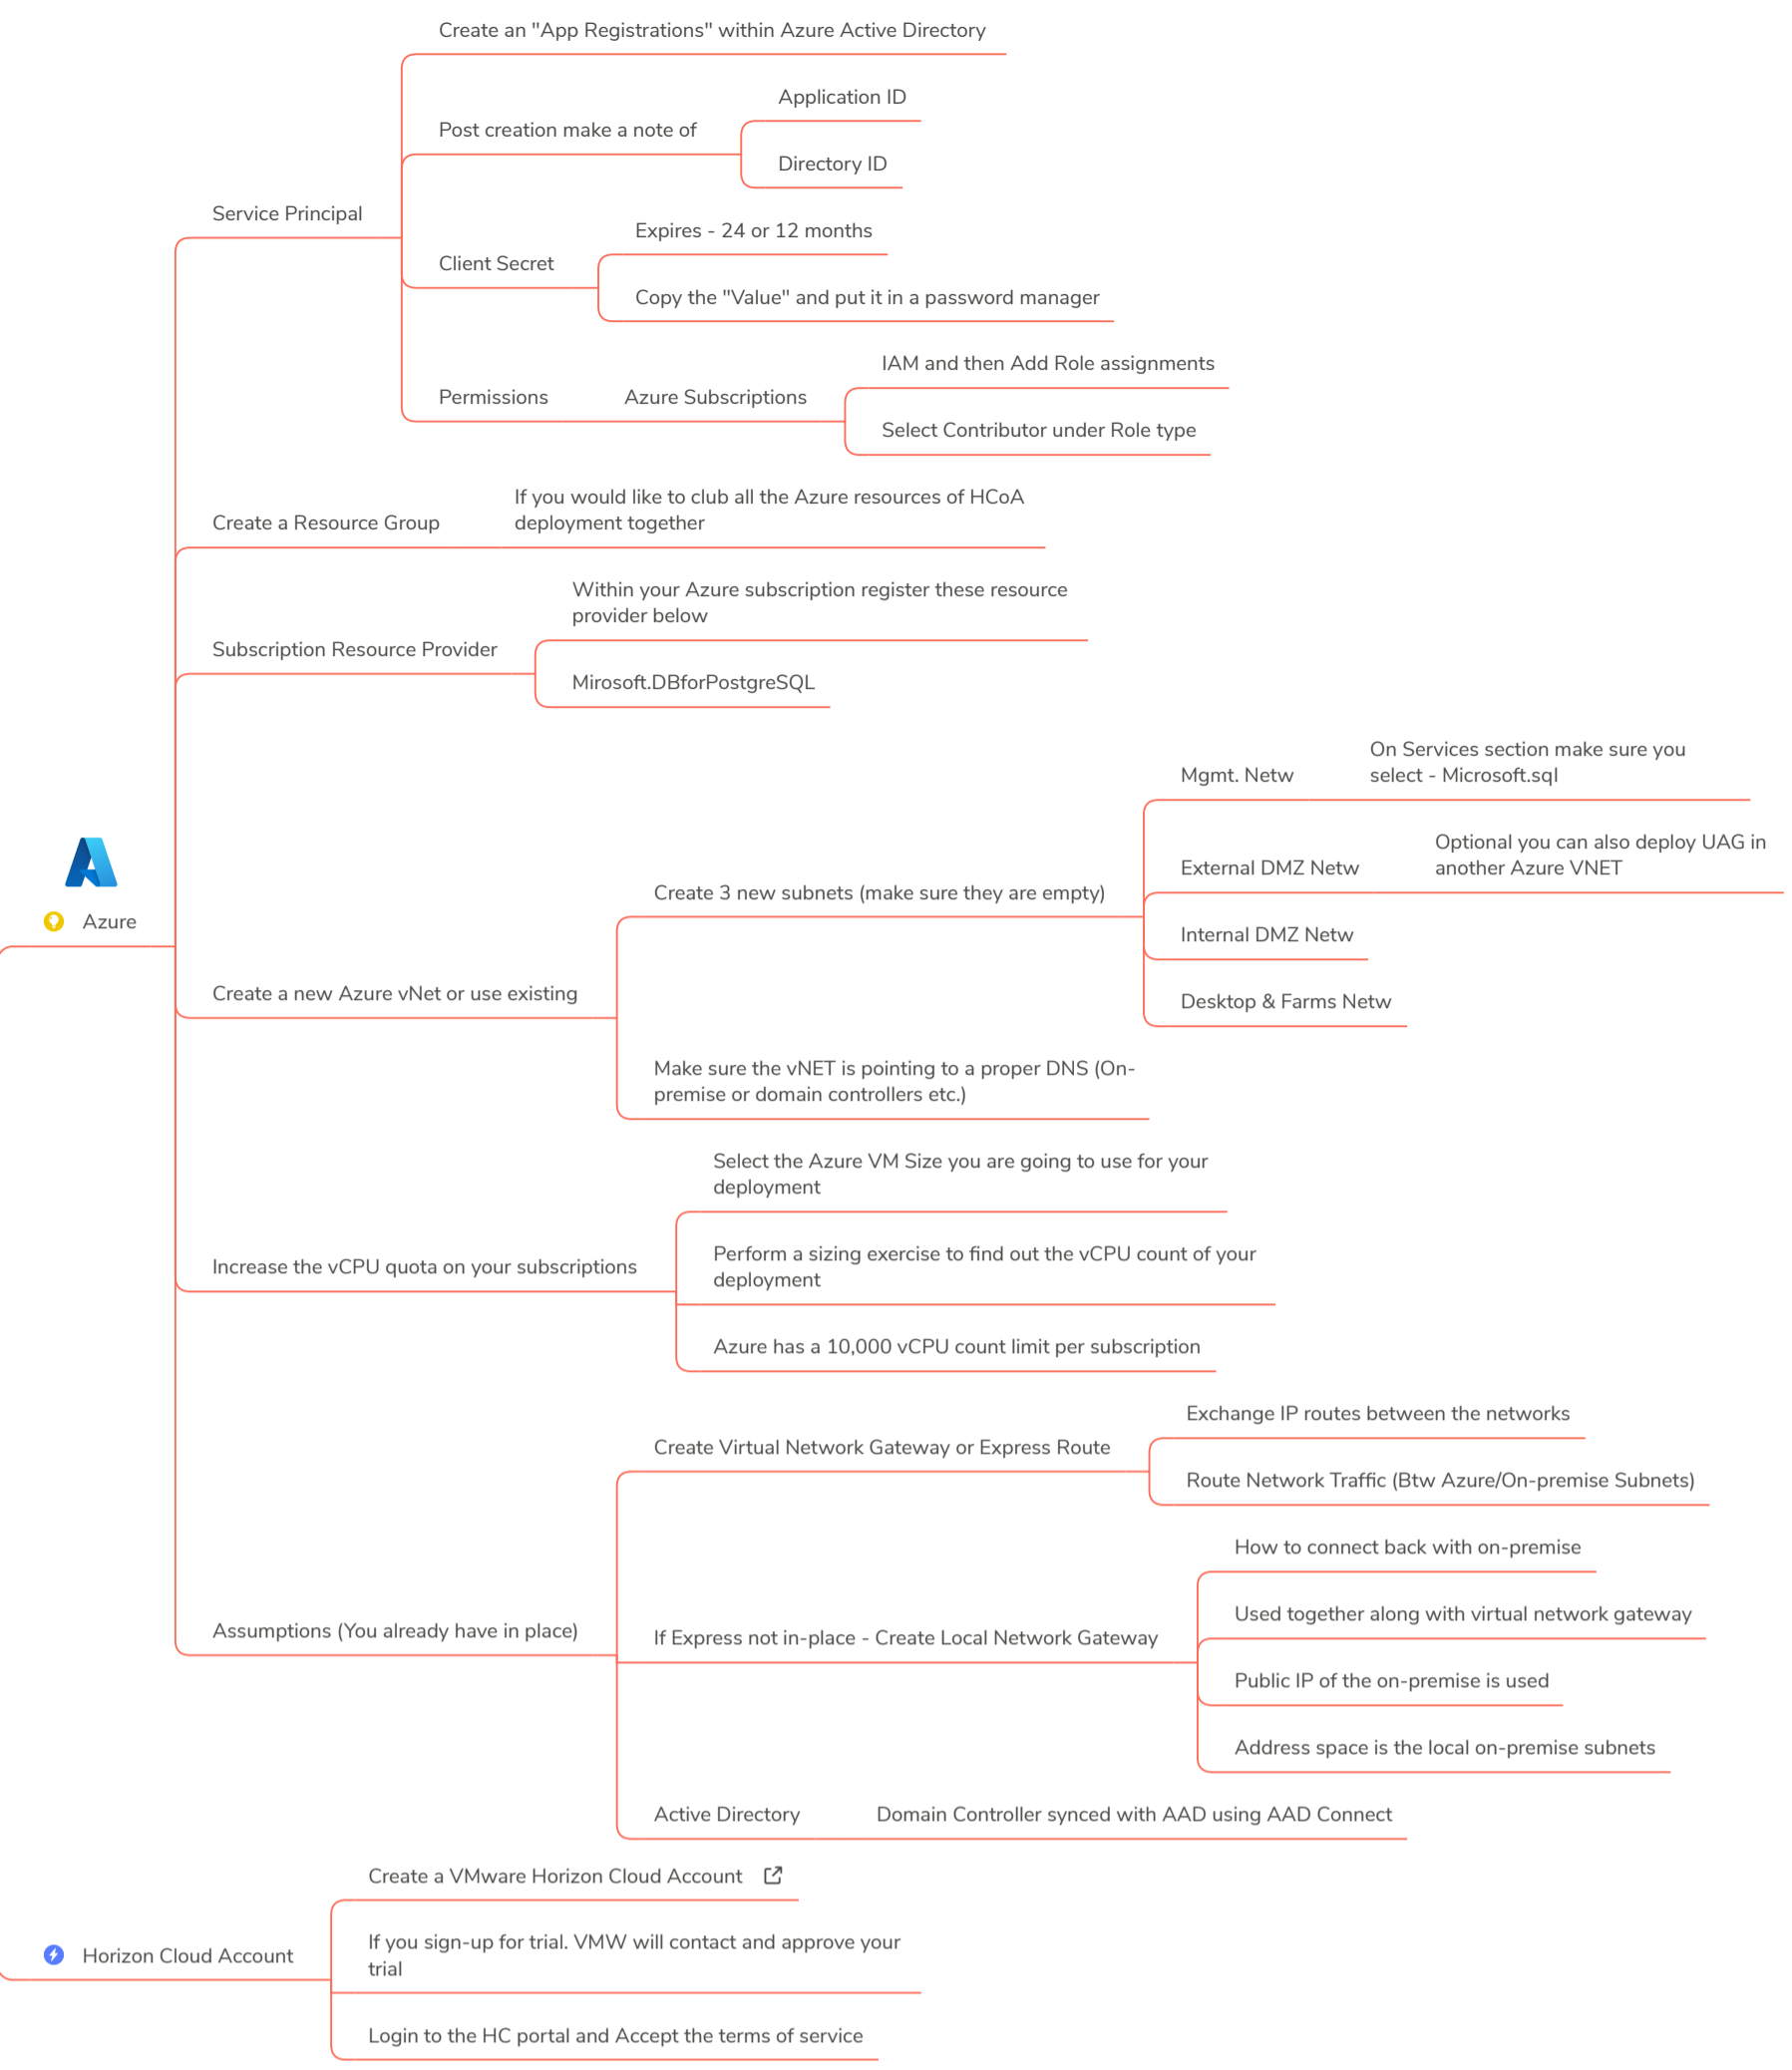 Create an "App Registrations" within Azure Active Directory
Application ID
Post creation make a note of
Directory ID
Service Principal
Expires - 24 or 12 months
Client Secret
Copy the "Value" and put it in a password manager
IAM and then Add Role assignments
Permissions
Azure Subscriptions
Select Contributor under Role type
If you would like to club all the Azure resources of HCoA
deployment together
Create a Resource Group
Within your Azure subscription register these resource
provider below
Subscription Resource Provider
Mirosoft.DBforPostgreSQL
On Services section make sure you
select - Microsoft.sql
Mgmt. Netw
Optional you can also deploy UAG in
another Azure VNET
External DMZ Netw
Create 3 new subnets (make sure they are empty)
Internal DMZ Netw
Desktop & Farms Netw
Azure
Create a new Azure vNet or use existing
Make sure the vNET is pointing to a proper DNS (On-
premise or domain controllers etc.)
Select the Azure VM Size you are going to use for your
deployment
Increase the vCPU quota on your subscriptions
Perform a sizing exercise to find out the vCPU count of your
deployment
Azure has a 10,000 vCPU count limit per subscription
Exchange IP routes between the networks
Create Virtual Network Gateway or Express Route
Route Network Traffic (Btw Azure/On-premise Subnets)
How to connect back with on-premise
Used together along with virtual network gateway
Assumptions (You already have in place)
If Express not in-place - Create Local Network Gateway
Public IP of the on-premise is used
Address space is the local on-premise subnets
Active Directory
Domain Controller synced with AAD using AAD Connect
Create a VMware Horizon Cloud Account
If you sign-up for trial. VMW will contact and approve your
trial
Horizon Cloud Account
Login to the HC portal and Accept the terms of service